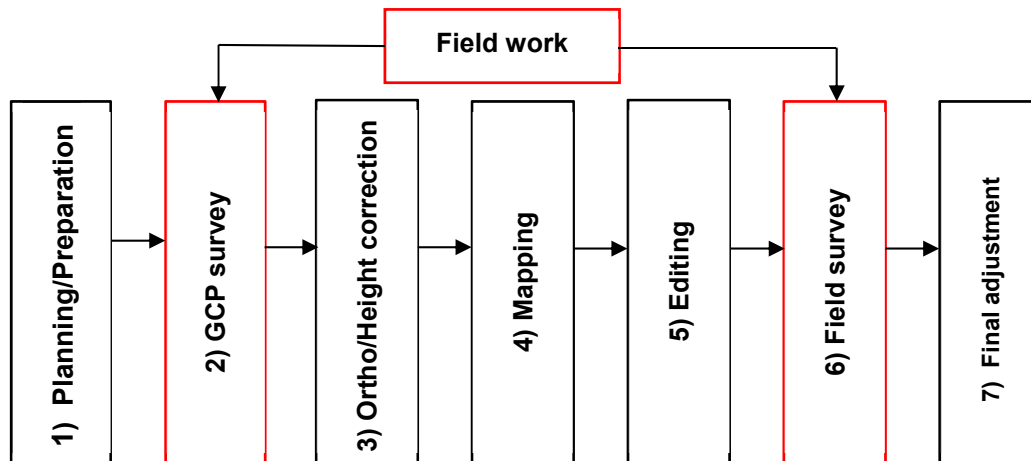 Field work
1) Planning/Preparation
2) GCP survey
3) Ortho/Height correction
4) Mapping
5) Editing
6) Field survey
7) Final adjustment